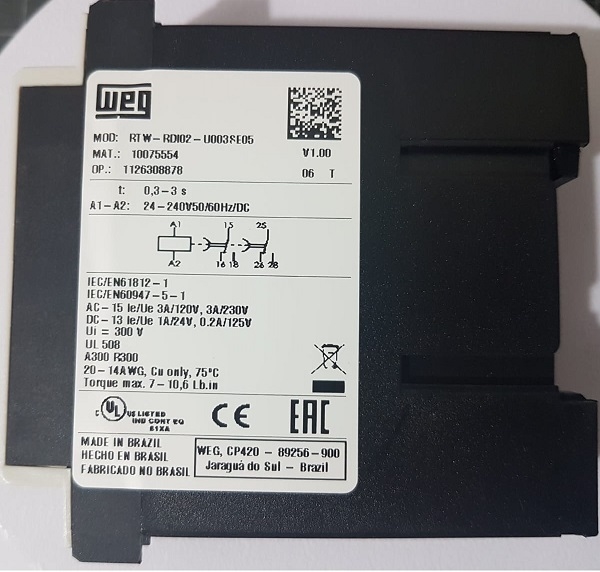 WEG
MOD: RTW-RDI02-U003SE05
MAT.: 10075554 V1.00
OP.: 1126308878 06 T
t: 0,3-3 s
A1-A2: 24-240V50/60Hz/DC
A1 15 25
A2 16 18 26 28
IEC/EN61812-1
IEC/EN60947-5-1
AC-15 Ie/Ue 3A/120V, 3A/230V
DC-13 Ie/Ue 1A/24V, 0.2A/125V
Ui = 300 V
UL 508
A300 R300
20-14AWG, Cu only, 75°C
Torque max. 7-10,6 Lb.in
C UL US LISTED
IND CONT EQ
61XA
CE EAC
MADE IN BRAZIL
HECHO EN BRASIL
FABRICADO NO BRASIL
WEG, CP420 - 89256-900
Jaraguá do Sul - Brazil